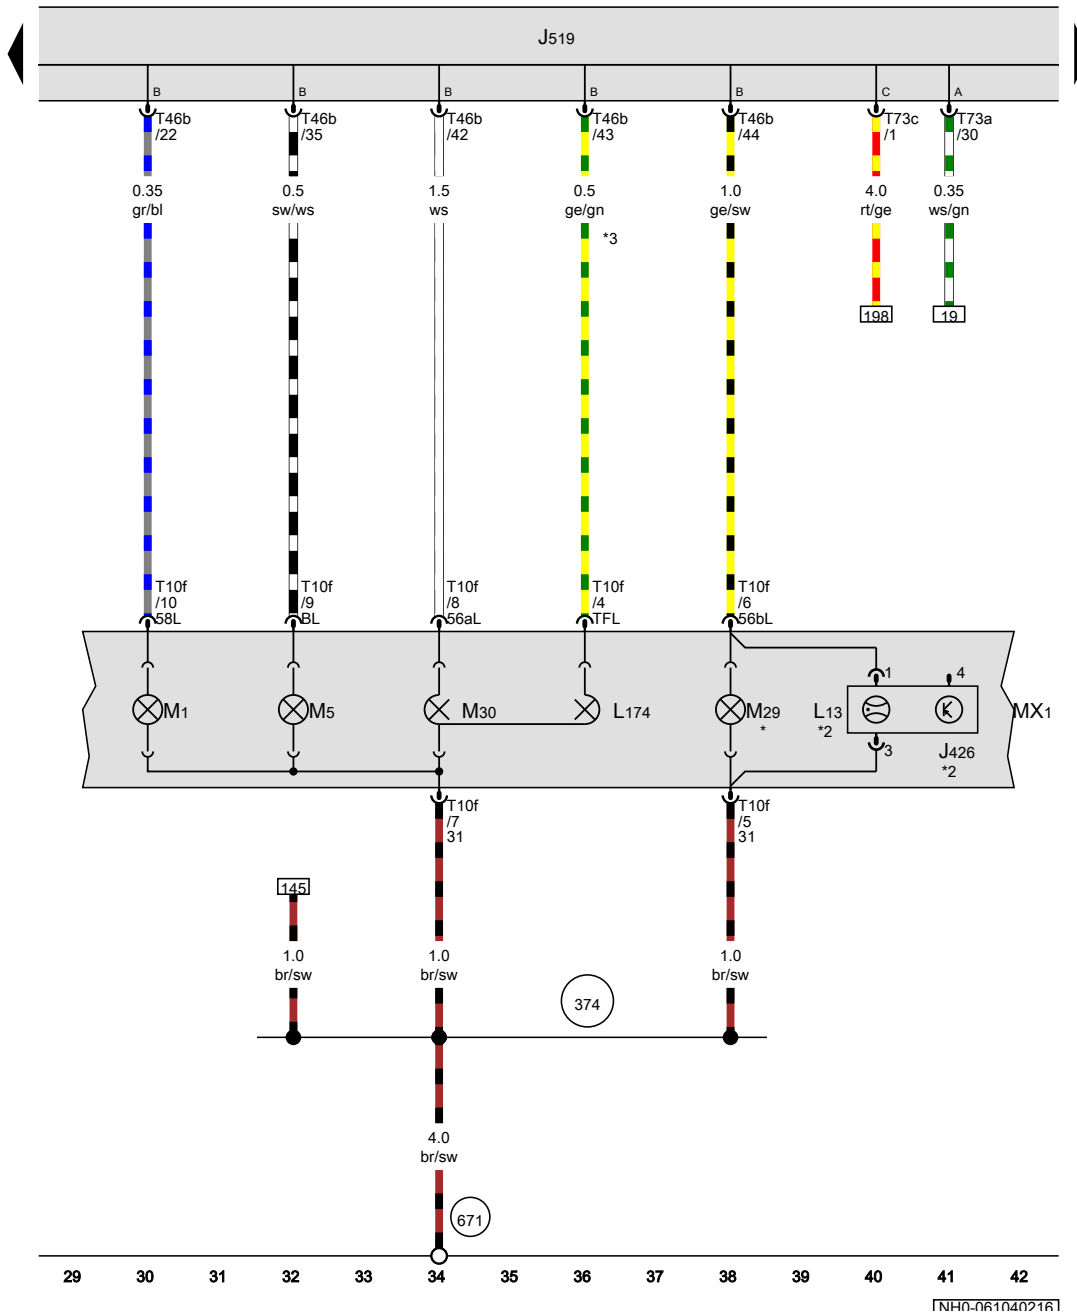 J519
B B B B B C A
T46b T46b T46b T46b T46b T73c T73a
/22 /35 /42 /43 /44 /1 /30
0.35 0.5 1.5 0.5 1.0 4.0 0.35
gr/bl sw/ws ws ge/gn ge/sw rt/ge ws/gn
*3
198 19
T10f T10f T10f T10f T10f
/10 /9 /8 /4 /6
58L BL 56aL TFL 56bL
1 4
M1 M5 M30 L174 M29 L13 MX1
* *2
3 J426
*2
T10f T10f
/7 /5
31 31
145
1.0 1.0 1.0
br/sw br/sw br/sw
374
4.0
br/sw
671
29 30 31 32 33 34 35 36 37 38 39 40 41 42
NH0-061040216